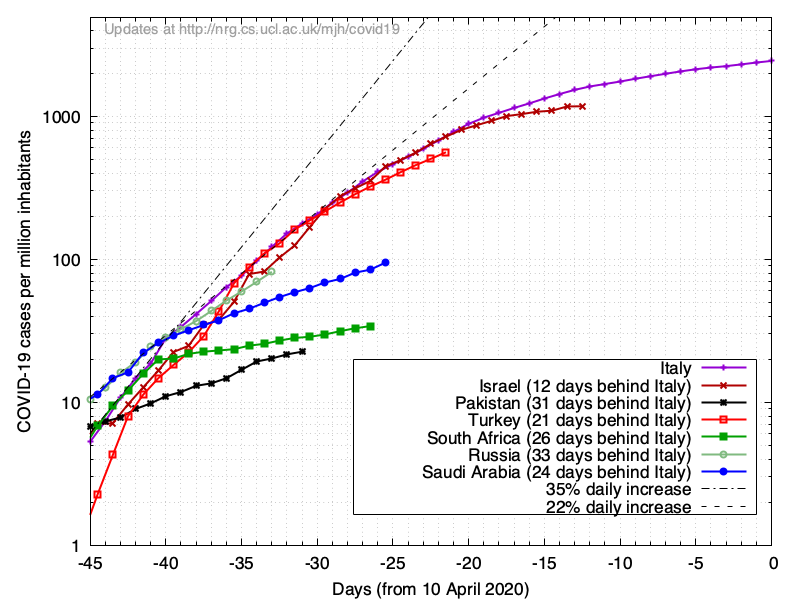 Updates at http://nrg.cs.ucl.ac.uk/mjh/covid19
COVID-19 cases per million inhabitants
1000
100
10
1
Italy
Israel (12 days behind Italy)
Pakistan (31 days behind Italy)
Turkey (21 days behind Italy)
South Africa (26 days behind Italy)
Russia (33 days behind Italy)
Saudi Arabia (24 days behind Italy)
35% daily increase
22% daily increase
-45 -40 -35 -30 -25 -20 -15 -10 -5 0
Days (from 10 April 2020)